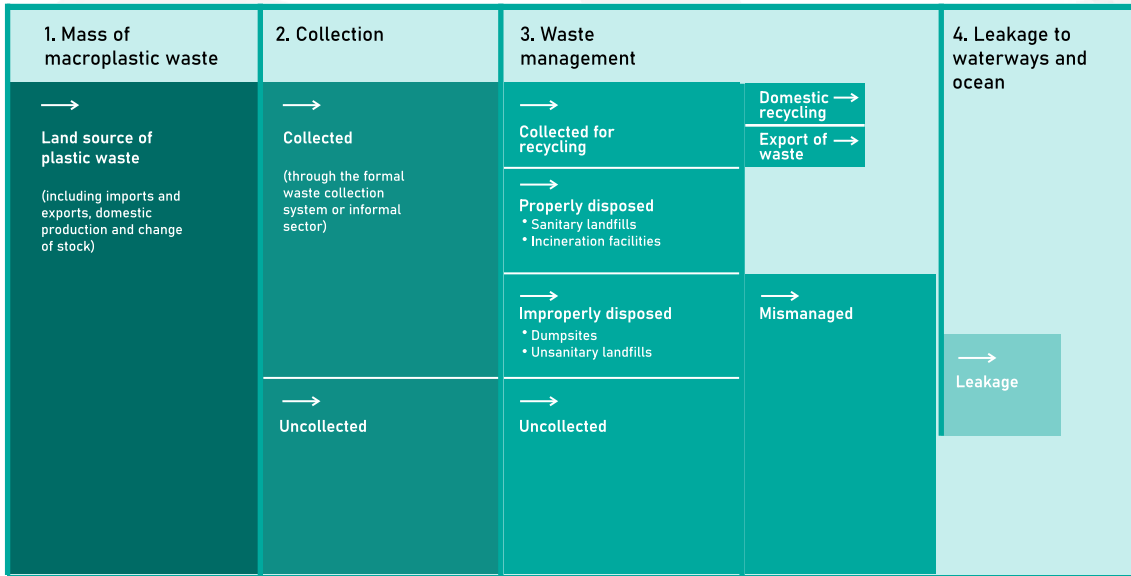 1. Mass of
macroplastic waste
→
Land source of
plastic waste
(including imports and
exports, domestic
production and change
of stock)
2. Collection
→
Collected
(through the formal
waste collection
system or informal
sector)
→
Uncollected
3. Waste
management
→
Collected for
recycling
→
Properly disposed
• Sanitary landfills
• Incineration facilities
→
Improperly disposed
• Dumpsites
• Unsanitary landfills
→
Uncollected
Domestic →
recycling
Export of →
waste
→
Mismanaged
4. Leakage to
waterways and
ocean
→
Leakage